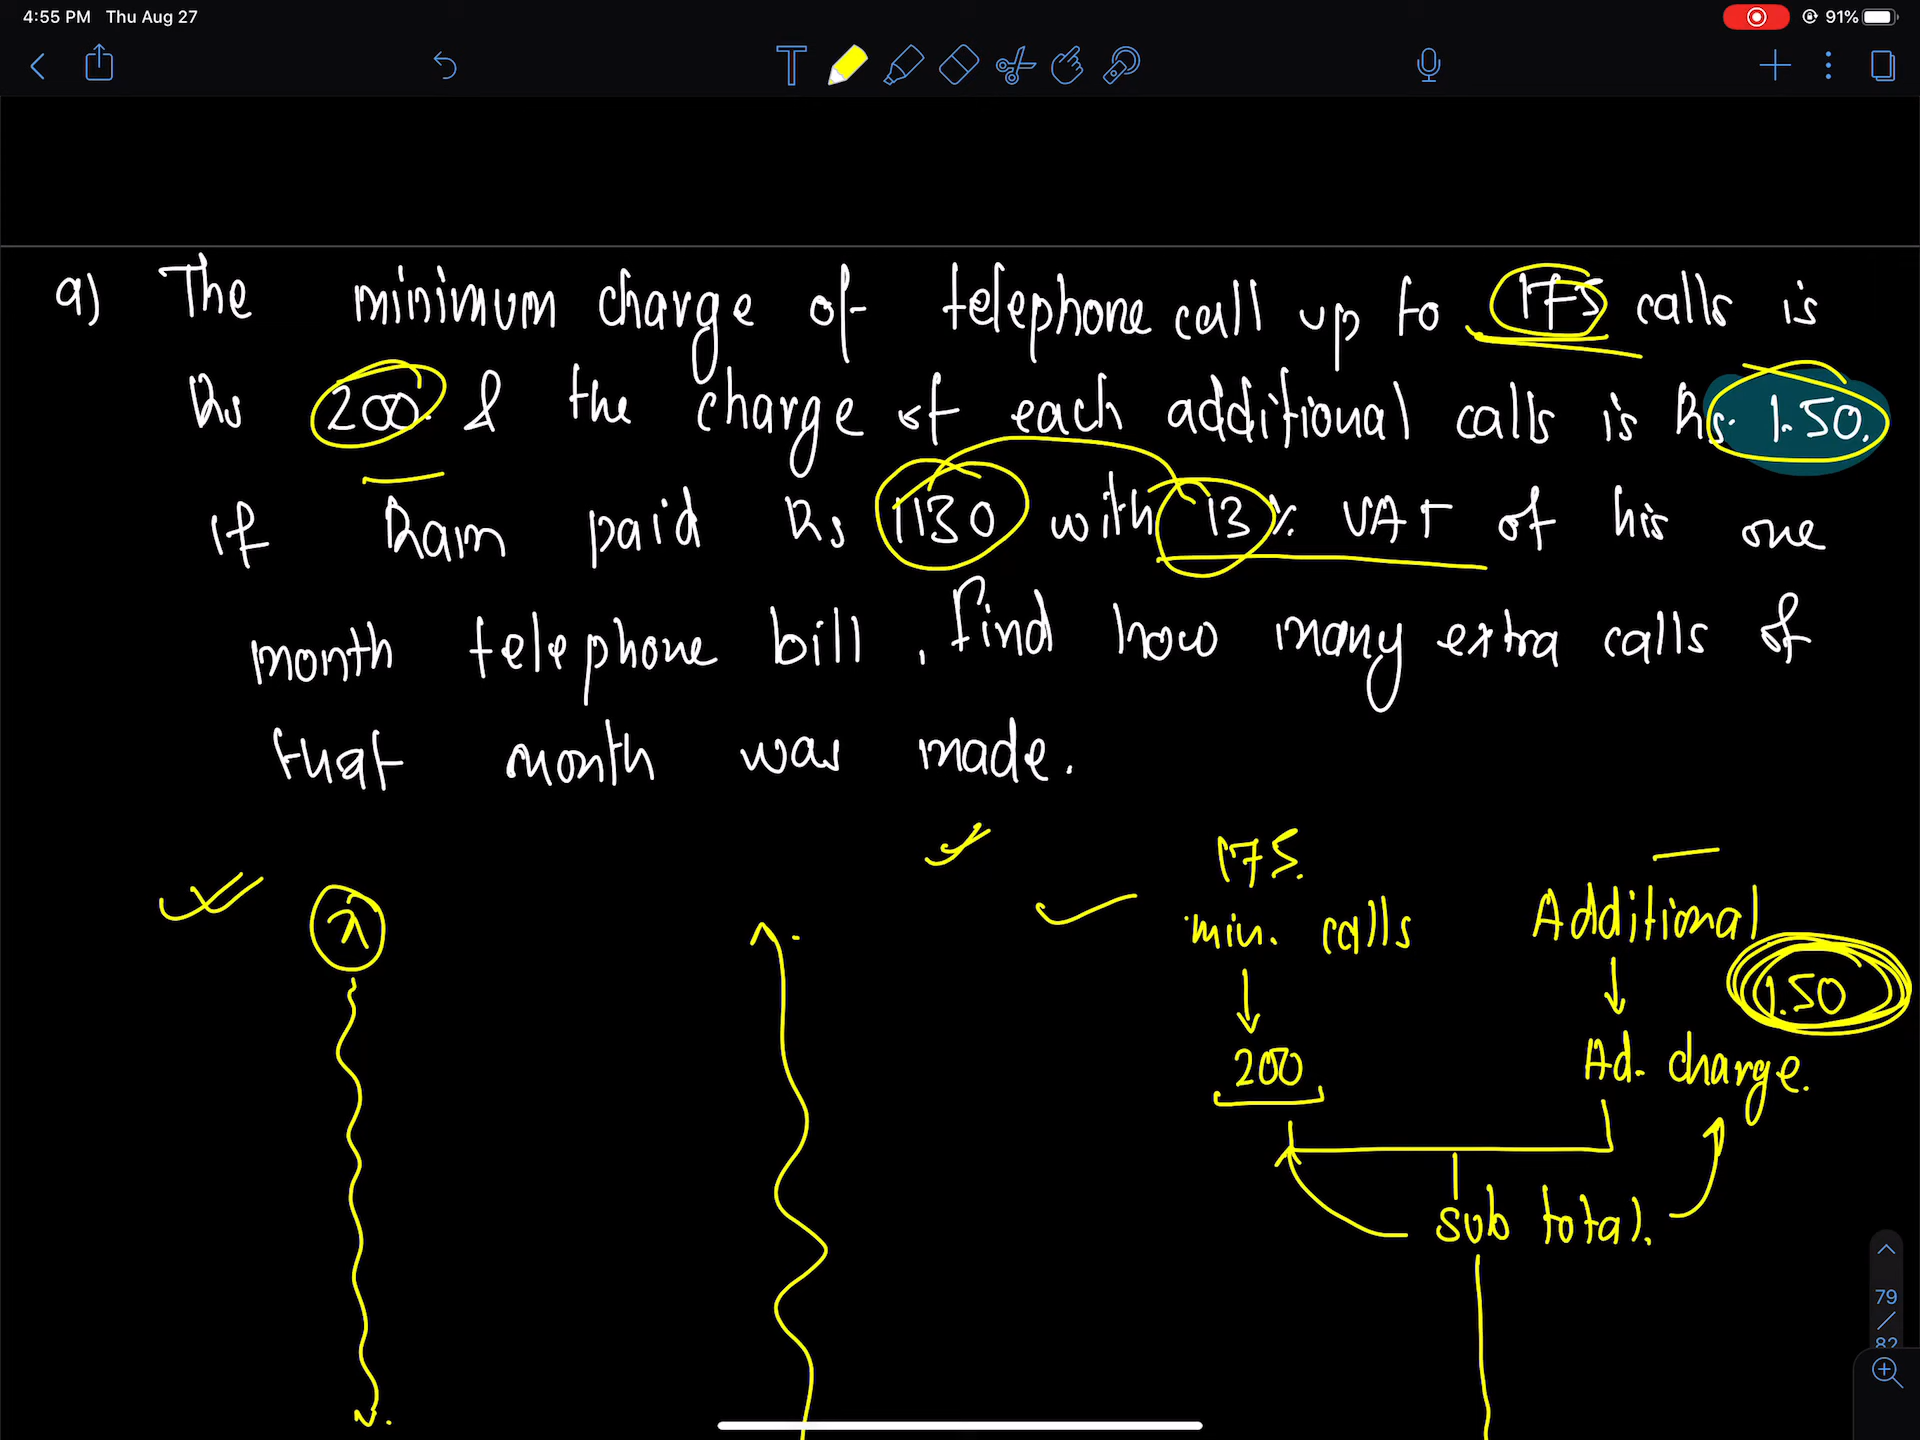 4:55 PM Thu Aug 27
91%
a) The minimum charge of telephone call up to 175 calls is
Rs 200 & the charge of each additional calls is Rs. 1.50.
if Ram paid Rs 1130 with 13% VAT of his one
month telephone bill, find how many extra calls of
that month was made.
175.
min. calls
Additional
1.50
200
Ad. charge.
sub total.
79
/
82